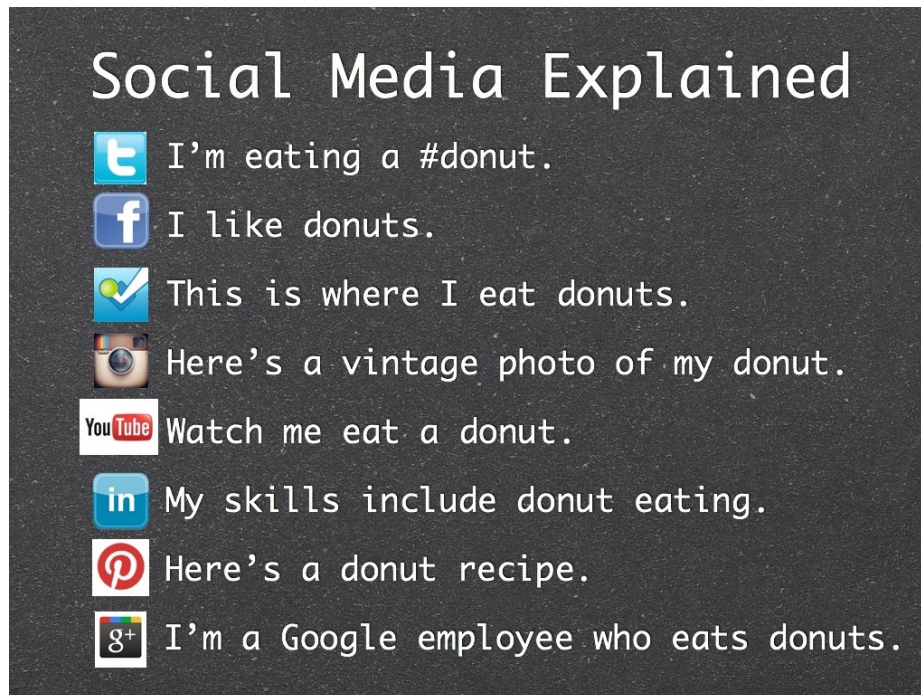 Social Media Explained
t I'm eating a #donut.
f I like donuts.
This is where I eat donuts.
Here's a vintage photo of my donut.
You Tube Watch me eat a donut.
in My skills include donut eating.
Here's a donut recipe.
g+ I'm a Google employee who eats donuts.